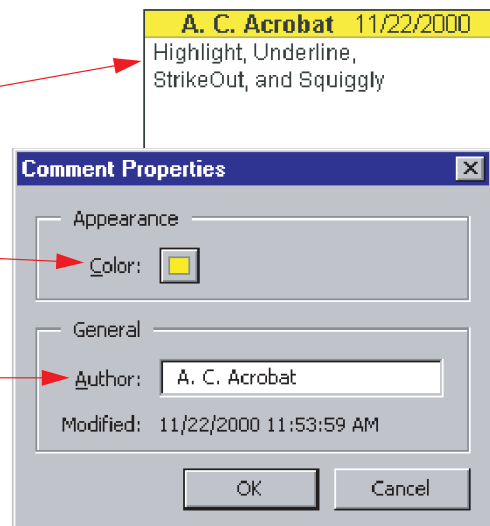 A. C. Acrobat 11/22/2000
Highlight, Underline,
StrikeOut, and Squiggly
Comment Properties
Appearance
Color:
General
Author: A. C. Acrobat
Modified: 11/22/2000 11:53:59 AM
OK Cancel